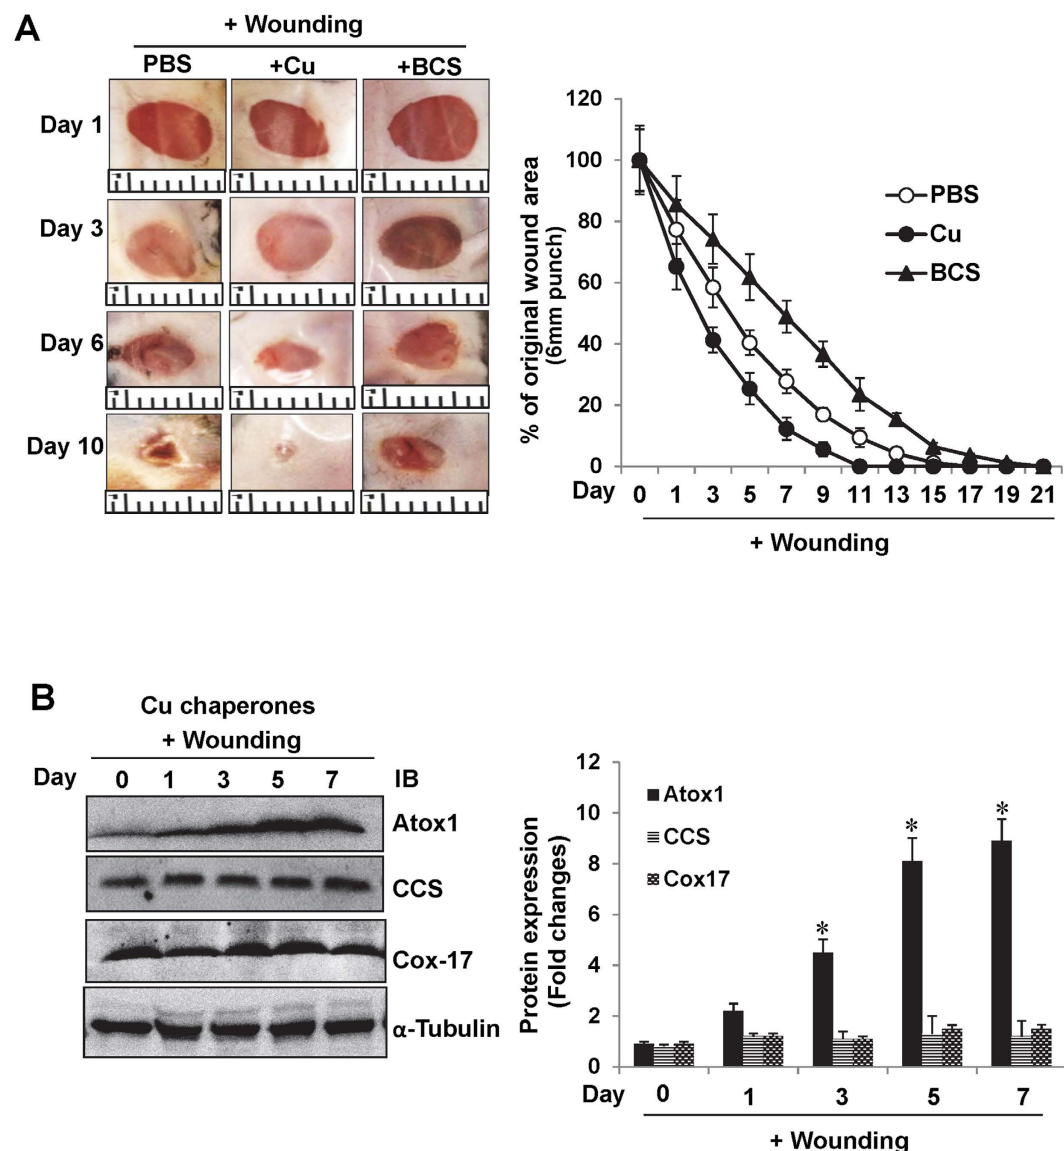 A
+ Wounding
PBS +Cu +BCS
Day 1
Day 3
Day 6
Day 10
% of original wound area
(6mm punch)
120
100
80
60
40
20
0
PBS
Cu
BCS
Day 0 1 3 5 7 9 11 13 15 17 19 21
+ Wounding
B
Cu chaperones
+ Wounding
Day 0 1 3 5 7 IB
Atox1
CCS
Cox-17
α-Tubulin
Protein expression
(Fold changes)
12
10
8
6
4
2
0
Atox1
CCS
Cox17
*
*
*
Day 0 1 3 5 7
+ Wounding